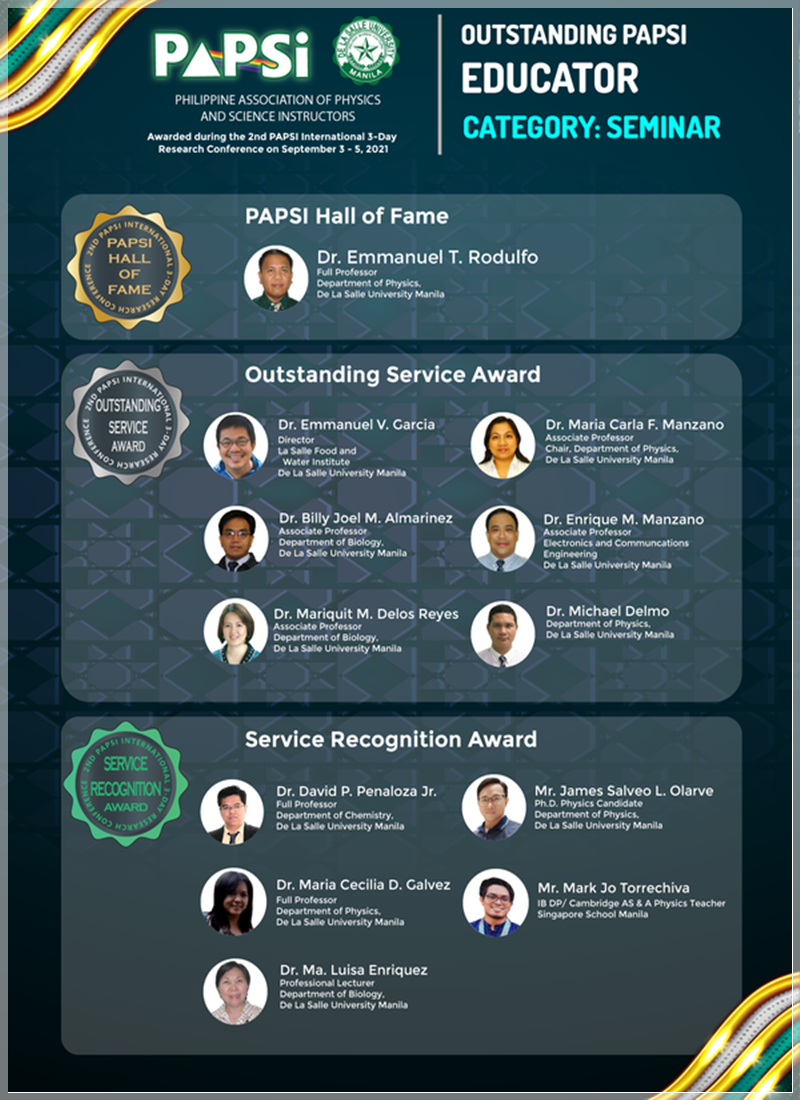 PAPSi
DE LA SALLE UNIVERSITY
MANILA
PHILIPPINE ASSOCIATION OF PHYSICS
AND SCIENCE INSTRUCTORS
Awarded during the 2nd PAPSI International 3-Day
Research Conference on September 3 - 5, 2021
OUTSTANDING PAPSI
EDUCATOR
CATEGORY: SEMINAR
2ND PAPSI INTERNATIONAL 3-DAY RESEARCH CONFERENCE
PAPSI
HALL
OF
FAME
PAPSI Hall of Fame
Dr. Emmanuel T. Rodulfo
Full Professor
Department of Physics,
De La Salle University Manila
2ND PAPSI INTERNATIONAL 3-DAY RESEARCH CONFERENCE
OUTSTANDING
SERVICE
AWARD
Outstanding Service Award
Dr. Emmanuel V. Garcia
Director
La Salle Food and
Water Institute
De La Salle University Manila
Dr. Maria Carla F. Manzano
Associate Professor
Chair, Department of Physics,
De La Salle University Manila
Dr. Billy Joel M. Almarinez
Associate Professor
Department of Biology,
De La Salle University Manila
Dr. Enrique M. Manzano
Associate Professor
Electronics and Communcations
Engineering
De La Salle University Manila
Dr. Mariquit M. Delos Reyes
Associate Professor
Department of Biology,
De La Salle University Manila
Dr. Michael Delmo
Department of Physics,
De La Salle University Manila
2ND PAPSI INTERNATIONAL 3-DAY RESEARCH CONFERENCE
SERVICE
RECOGNITION
AWARD
Service Recognition Award
Dr. David P. Penaloza Jr.
Full Professor
Department of Chemistry,
De La Salle University Manila
Mr. James Salveo L. Olarve
Ph.D. Physics Candidate
Department of Physics,
De La Salle University Manila
Dr. Maria Cecilia D. Galvez
Full Professor
Department of Physics,
De La Salle University Manila
Mr. Mark Jo Torrechiva
IB DP/ Cambridge AS & A Physics Teacher
Singapore School Manila
Dr. Ma. Luisa Enriquez
Professional Lecturer
Department of Biology,
De La Salle University Manila